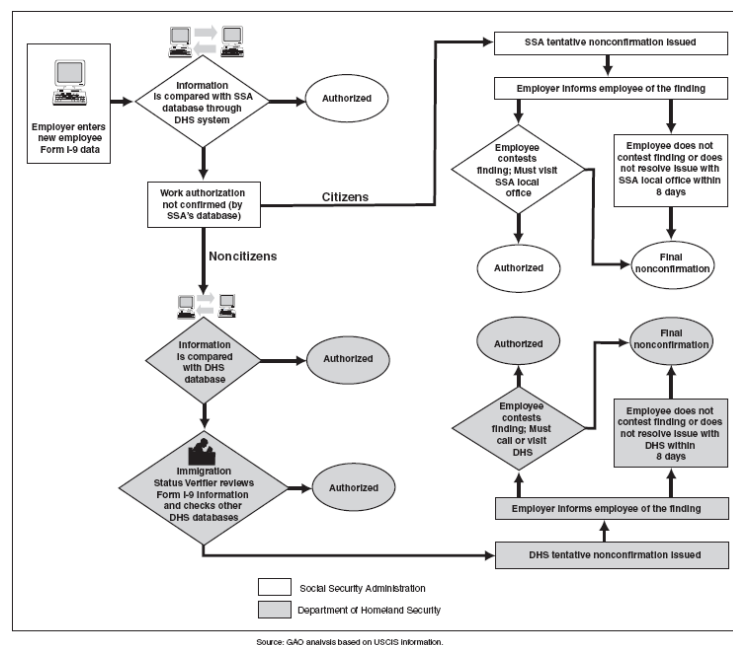 Employer enters
new employee
Form I-9 data
Information
is compared with SSA
database through
DHS system
Authorized
Work authorization
not confirmed (by
SSA's database)
Citizens
Noncitizens
SSA tentative nonconfirmation issued
Employer informs employee of the finding
Employee
contests
finding; Must visit
SSA local
office
Employee does not
contest finding or does
not resolve issue with
SSA local office within
8 days
Authorized
Final
nonconfirmation
Information
is compared
with DHS
database
Authorized
Immigration
Status Verifier reviews
Form I-9 information
and checks other
DHS databases
Authorized
Authorized
Final
nonconfirmation
Employee
contests
finding; Must
call or visit
DHS
Employee does not
contest finding or does
not resolve issue with
DHS within
8 days
Employer informs employee of the finding
DHS tentative nonconfirmation issued
Social Security Administration
Department of Homeland Security
Source: GAO analysis based on USCIS information.